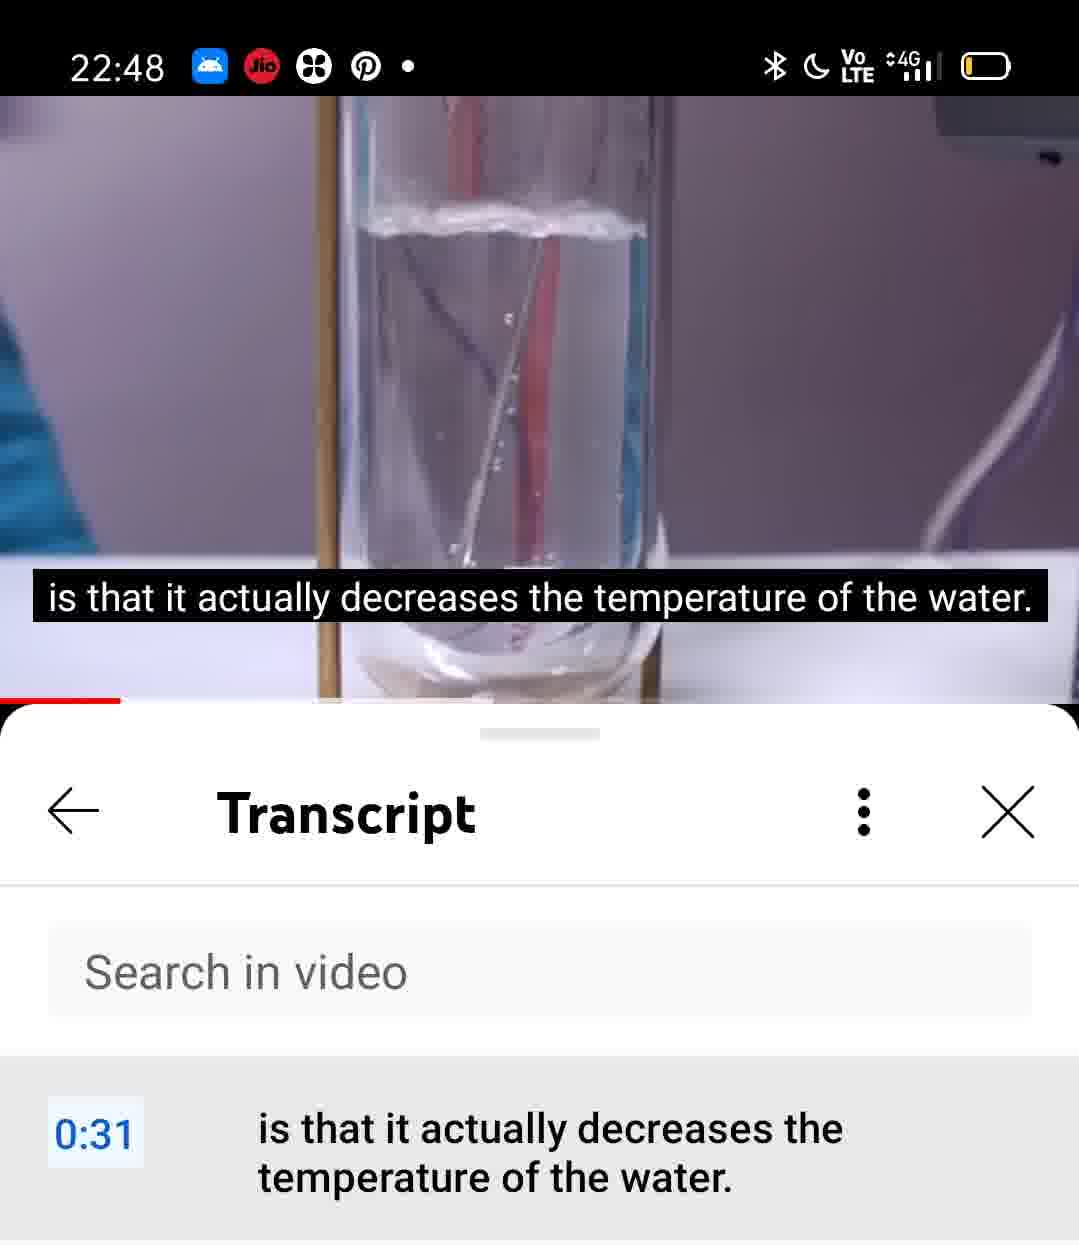 22:48 Jio Vo LTE 4G
is that it actually decreases the temperature of the water.
Transcript
Search in video
0:31 is that it actually decreases the
temperature of the water.